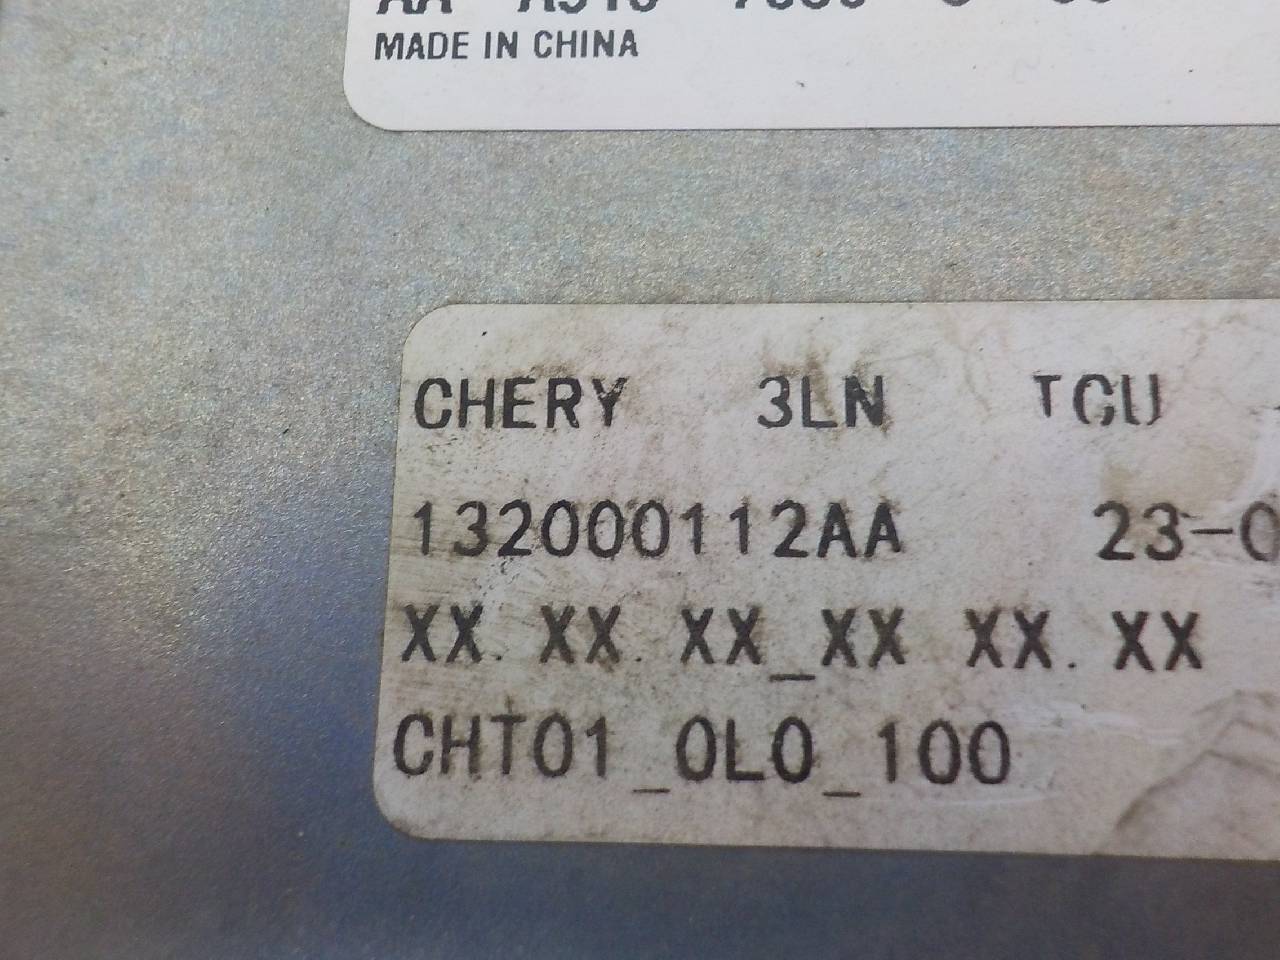 MADE IN CHINA
CHERY 3LN TCU
132000112AA 23-0
XX.XX.XX_XX XX.XX
CHT01_0L0_100